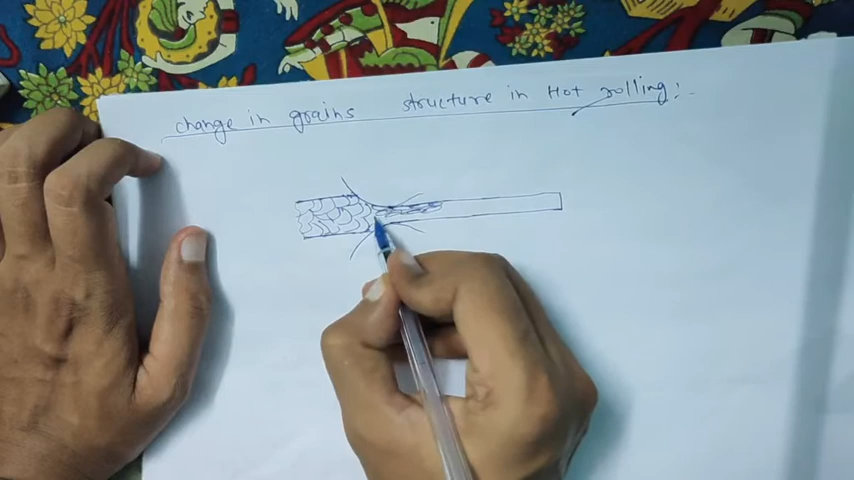 change in grains structure in Hot rolling :-